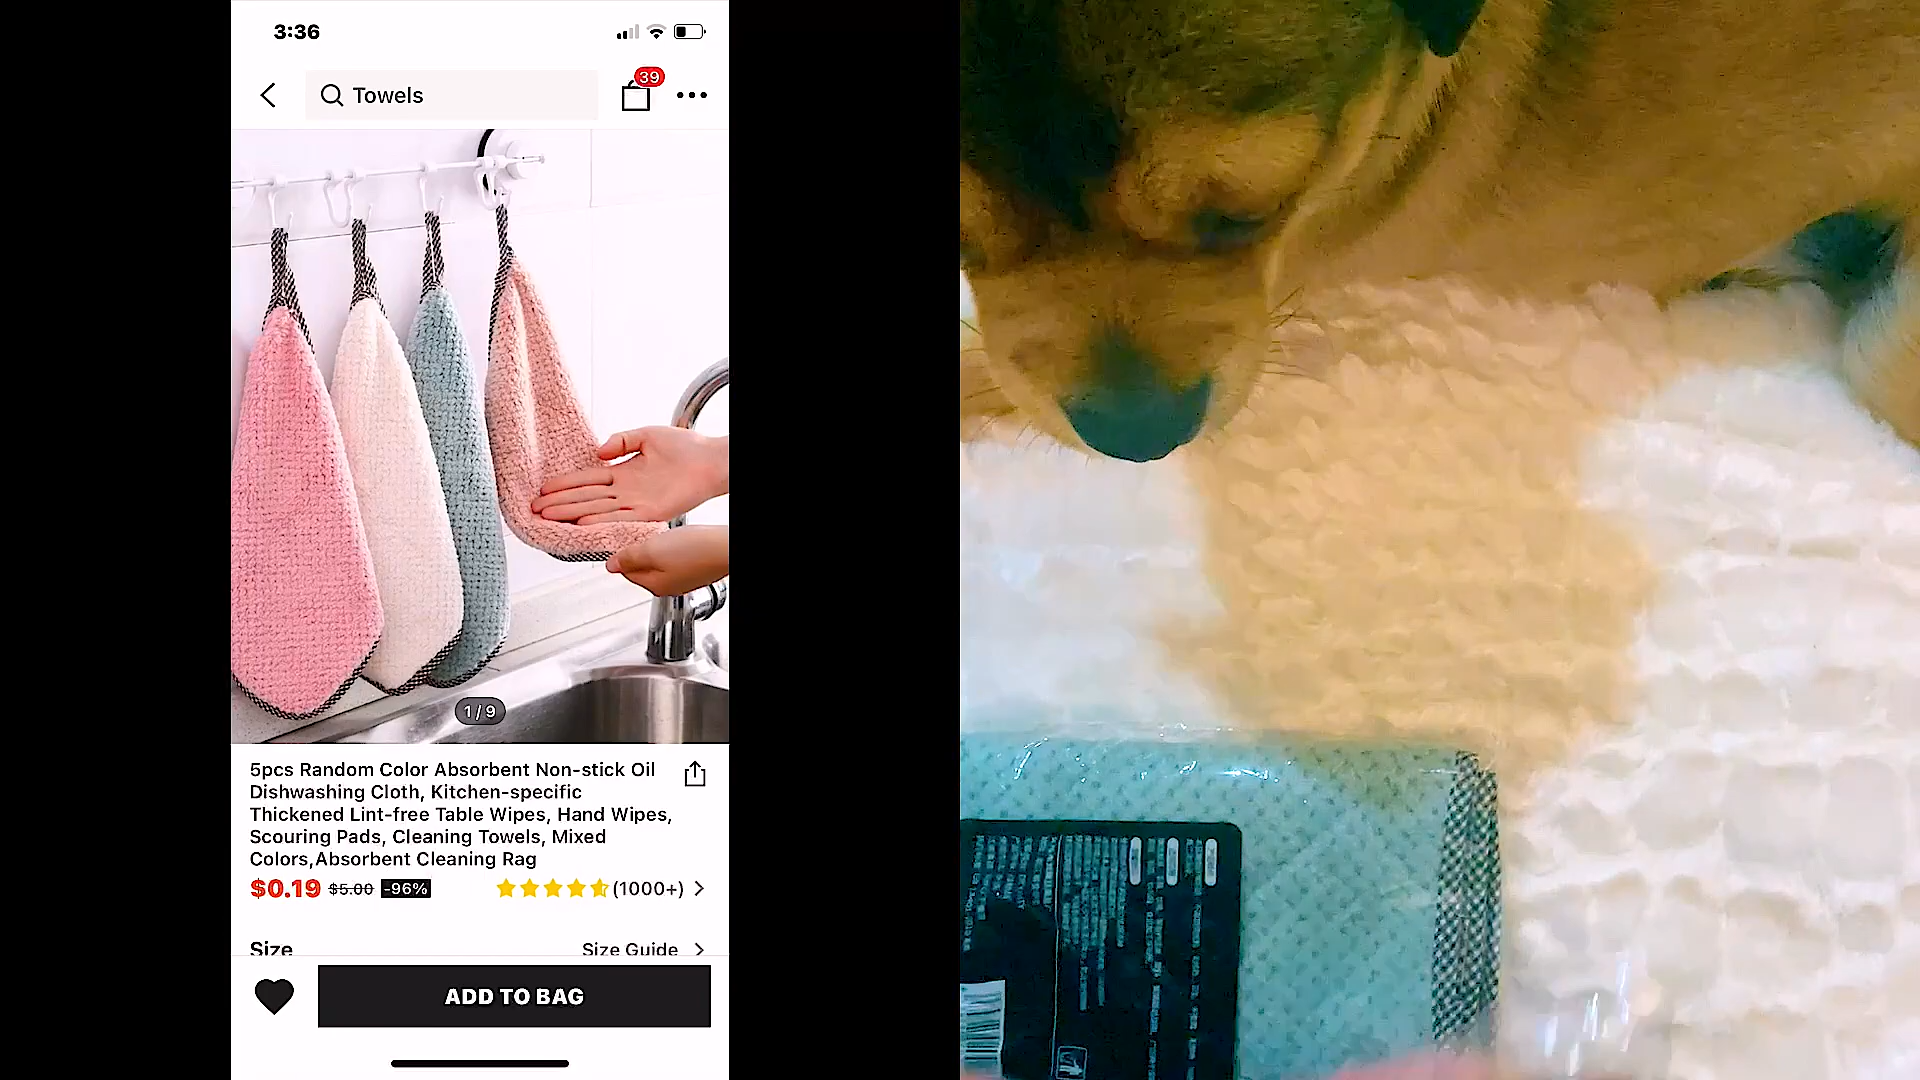 3:36
39
Towels
1/9
5pcs Random Color Absorbent Non-stick Oil
Dishwashing Cloth, Kitchen-specific
Thickened Lint-free Table Wipes, Hand Wipes,
Scouring Pads, Cleaning Towels, Mixed
Colors,Absorbent Cleaning Rag
$0.19 $5.00 -96% (1000+)
Size Size Guide
ADD TO BAG